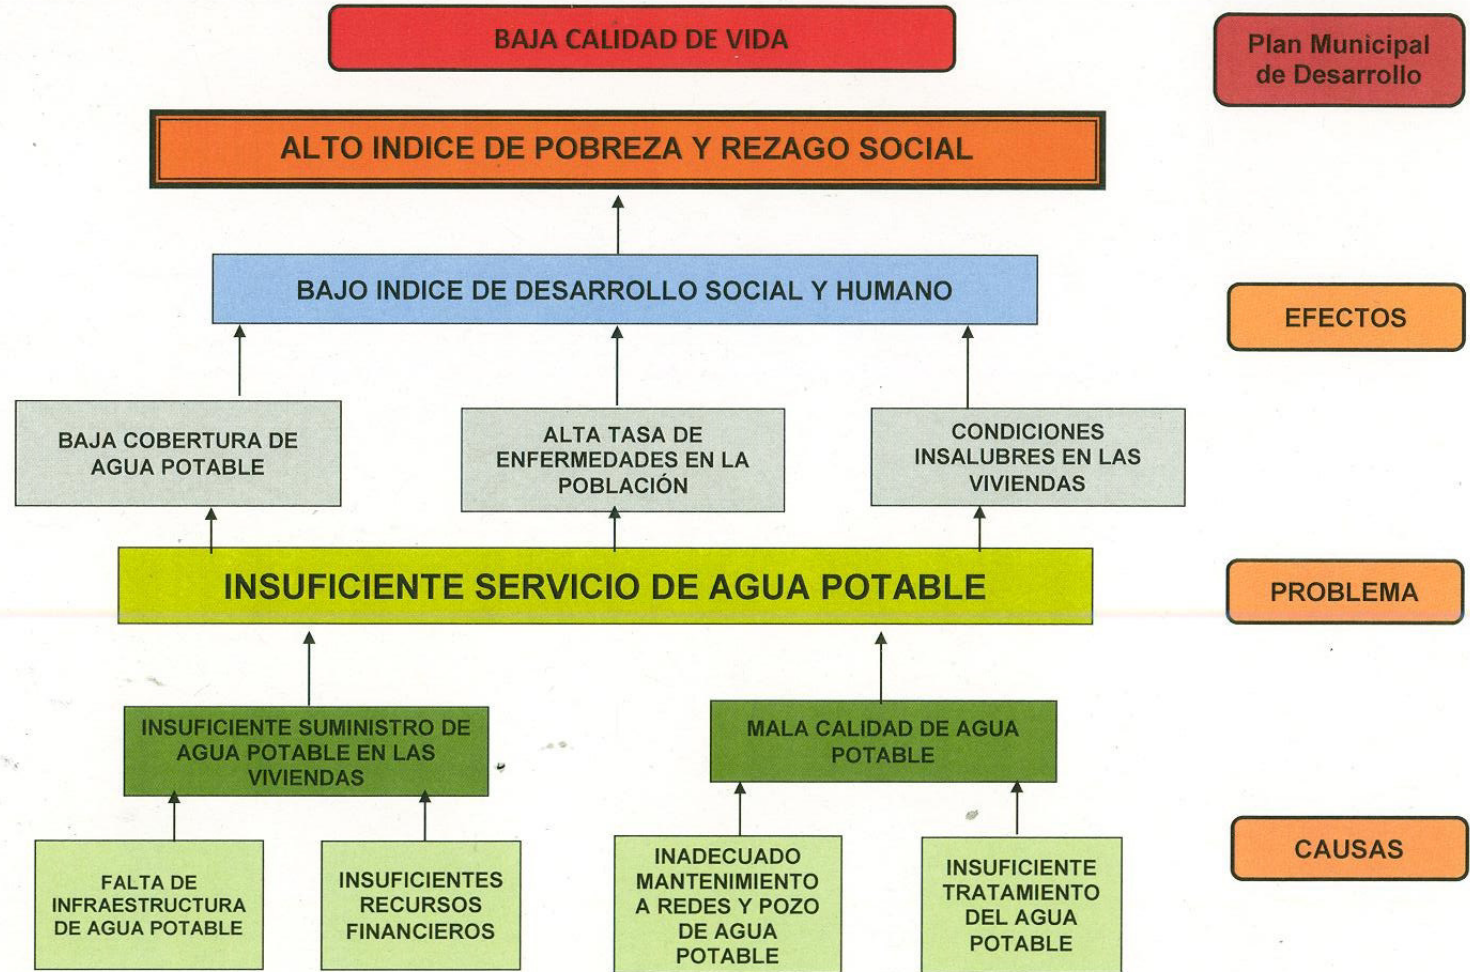 BAJA CALIDAD DE VIDA
Plan Municipal
de Desarrollo
ALTO INDICE DE POBREZA Y REZAGO SOCIAL
BAJO INDICE DE DESARROLLO SOCIAL Y HUMANO
EFECTOS
BAJA COBERTURA DE
AGUA POTABLE
ALTA TASA DE
ENFERMEDADES EN LA
POBLACIÓN
CONDICIONES
INSALUBRES EN LAS
VIVIENDAS
INSUFICIENTE SERVICIO DE AGUA POTABLE
PROBLEMA
INSUFICIENTE SUMINISTRO DE
AGUA POTABLE EN LAS
VIVIENDAS
MALA CALIDAD DE AGUA
POTABLE
FALTA DE
INFRAESTRUCTURA
DE AGUA POTABLE
INSUFICIENTES
RECURSOS
FINANCIEROS
INADECUADO
MANTENIMIENTO
A REDES Y POZO
DE AGUA
POTABLE
INSUFICIENTE
TRATAMIENTO
DEL AGUA
POTABLE
CAUSAS